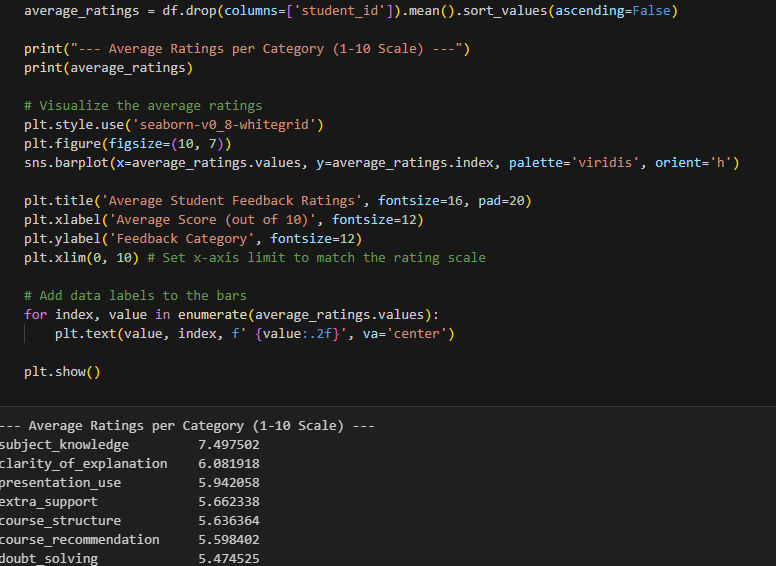 average_ratings = df.drop(columns=['student_id']).mean().sort_values(ascending=False)
print("--- Average Ratings per Category (1-10 Scale) ---")
print(average_ratings)
# Visualize the average ratings
plt.style.use('seaborn-v0_8-whitegrid')
plt.figure(figsize=(10, 7))
sns.barplot(x=average_ratings.values, y=average_ratings.index, palette='viridis', orient='h')
plt.title('Average Student Feedback Ratings', fontsize=16, pad=20)
plt.xlabel('Average Score (out of 10)', fontsize=12)
plt.ylabel('Feedback Category', fontsize=12)
plt.xlim(0, 10) # Set x-axis limit to match the rating scale
# Add data labels to the bars
for index, value in enumerate(average_ratings.values):
    plt.text(value, index, f' {value:.2f}', va='center')
plt.show()
--- Average Ratings per Category (1-10 Scale) ---
subject_knowledge         7.497502
clarity_of_explanation    6.081918
presentation_use          5.942058
extra_support             5.662338
course_structure          5.636364
course_recommendation     5.598402
doubt_solving             5.474525